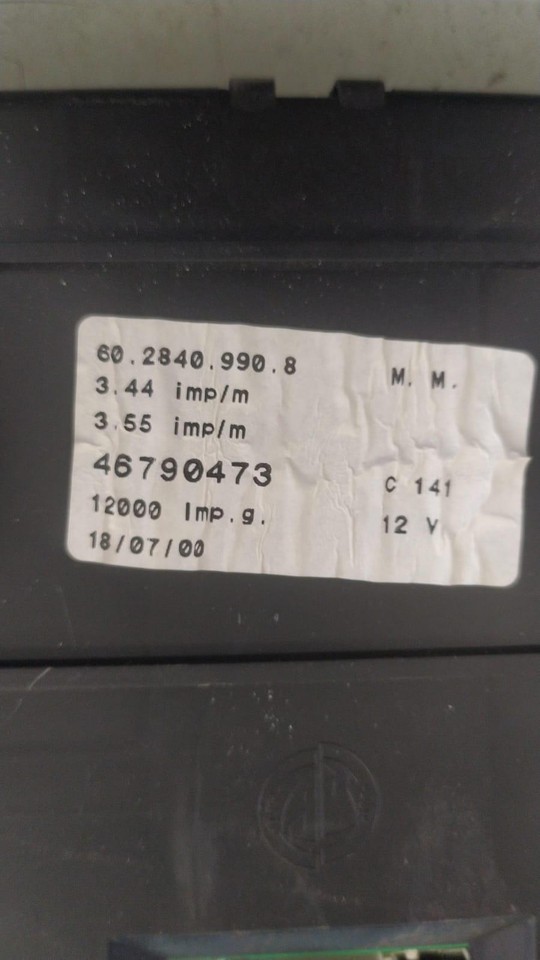 60.2840.990.8
M. M.
3.44 imp/m
3.55 imp/m
46790473
C 141
12000 Imp.g.
12 V
18/07/00